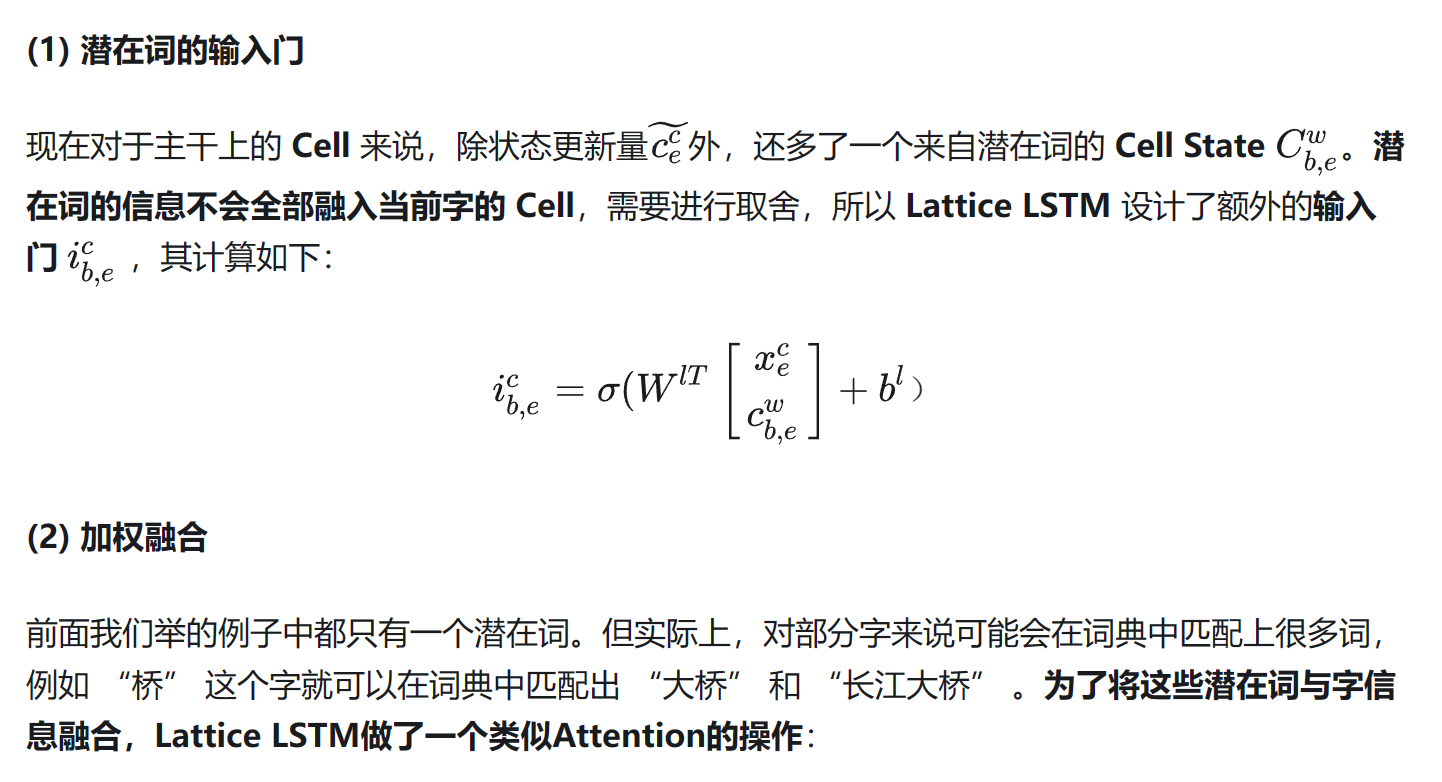 (1) 潜在词的输入门
现在对于主干上的 Cell 来说，除状态更新量$\widetilde{c_e^c}$外，还多了一个来自潜在词的 Cell State $C_{b,e}^w$。潜
在词的信息不会全部融入当前字的 Cell，需要进行取舍，所以 Lattice LSTM 设计了额外的输入
门 $i_{b,e}^c$ ，其计算如下：
$i_{b,e}^c = \sigma(W^{lT} \begin{bmatrix} x_e^c \\ c_{b,e}^w \end{bmatrix} + b^l）$
(2) 加权融合
前面我们举的例子中都只有一个潜在词。但实际上，对部分字来说可能会在词典中匹配上很多词，
例如 “桥” 这个字就可以在词典中匹配出 “大桥” 和 “长江大桥” 。为了将这些潜在词与字信
息融合，Lattice LSTM做了一个类似Attention的操作：